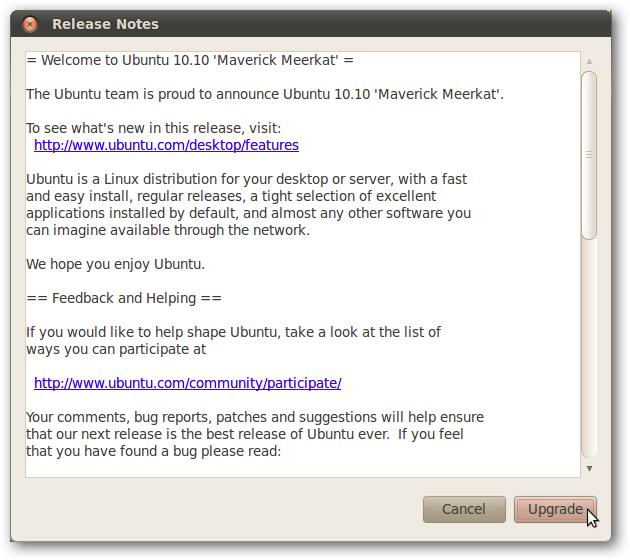 Release Notes
= Welcome to Ubuntu 10.10 'Maverick Meerkat' =
The Ubuntu team is proud to announce Ubuntu 10.10 'Maverick Meerkat'.
To see what's new in this release, visit:
http://www.ubuntu.com/desktop/features
Ubuntu is a Linux distribution for your desktop or server, with a fast
and easy install, regular releases, a tight selection of excellent
applications installed by default, and almost any other software you
can imagine available through the network.
We hope you enjoy Ubuntu.
== Feedback and Helping ==
If you would like to help shape Ubuntu, take a look at the list of
ways you can participate at
http://www.ubuntu.com/community/participate/
Your comments, bug reports, patches and suggestions will help ensure
that our next release is the best release of Ubuntu ever.  If you feel
that you have found a bug please read:
Cancel
Upgrade